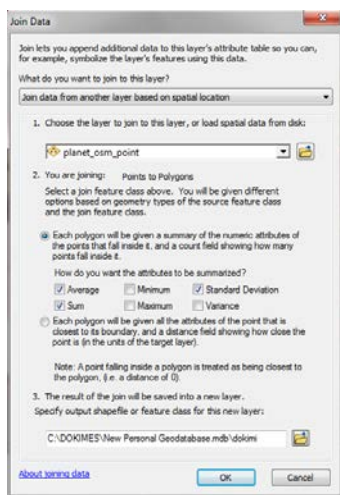 Join Data
Join lets you append additional data to this layer's attribute table so you can,
for example, symbolize the layer's features using this data.
What do you want to join to this layer?
Join data from another layer based on spatial location
1. Choose the layer to join to this layer, or load spatial data from disk:
planet_osm_point
2. You are joining: Points to Polygons
Select a join feature class above. You will be given different
options based on geometry types of the source feature class
and the join feature class.
Each polygon will be given a summary of the numeric attributes of
the points that fall inside it, and a count field showing how many
points fall inside it.
How do you want the attributes to be summarized?
Average Minimum Standard Deviation
Sum Maximum Variance
Each polygon will be given all the attributes of the point that is
closest to its boundary, and a distance field showing how close the
point is (in the units of the target layer).
Note: A point falling inside a polygon is treated as being closest to
the polygon, (i.e. a distance of 0).
3. The result of the join will be saved into a new layer.
Specify output shapefile or feature class for this new layer:
C:\DOKIMES\New Personal Geodatabase.mdb\dokimi
About joining data
OK Cancel